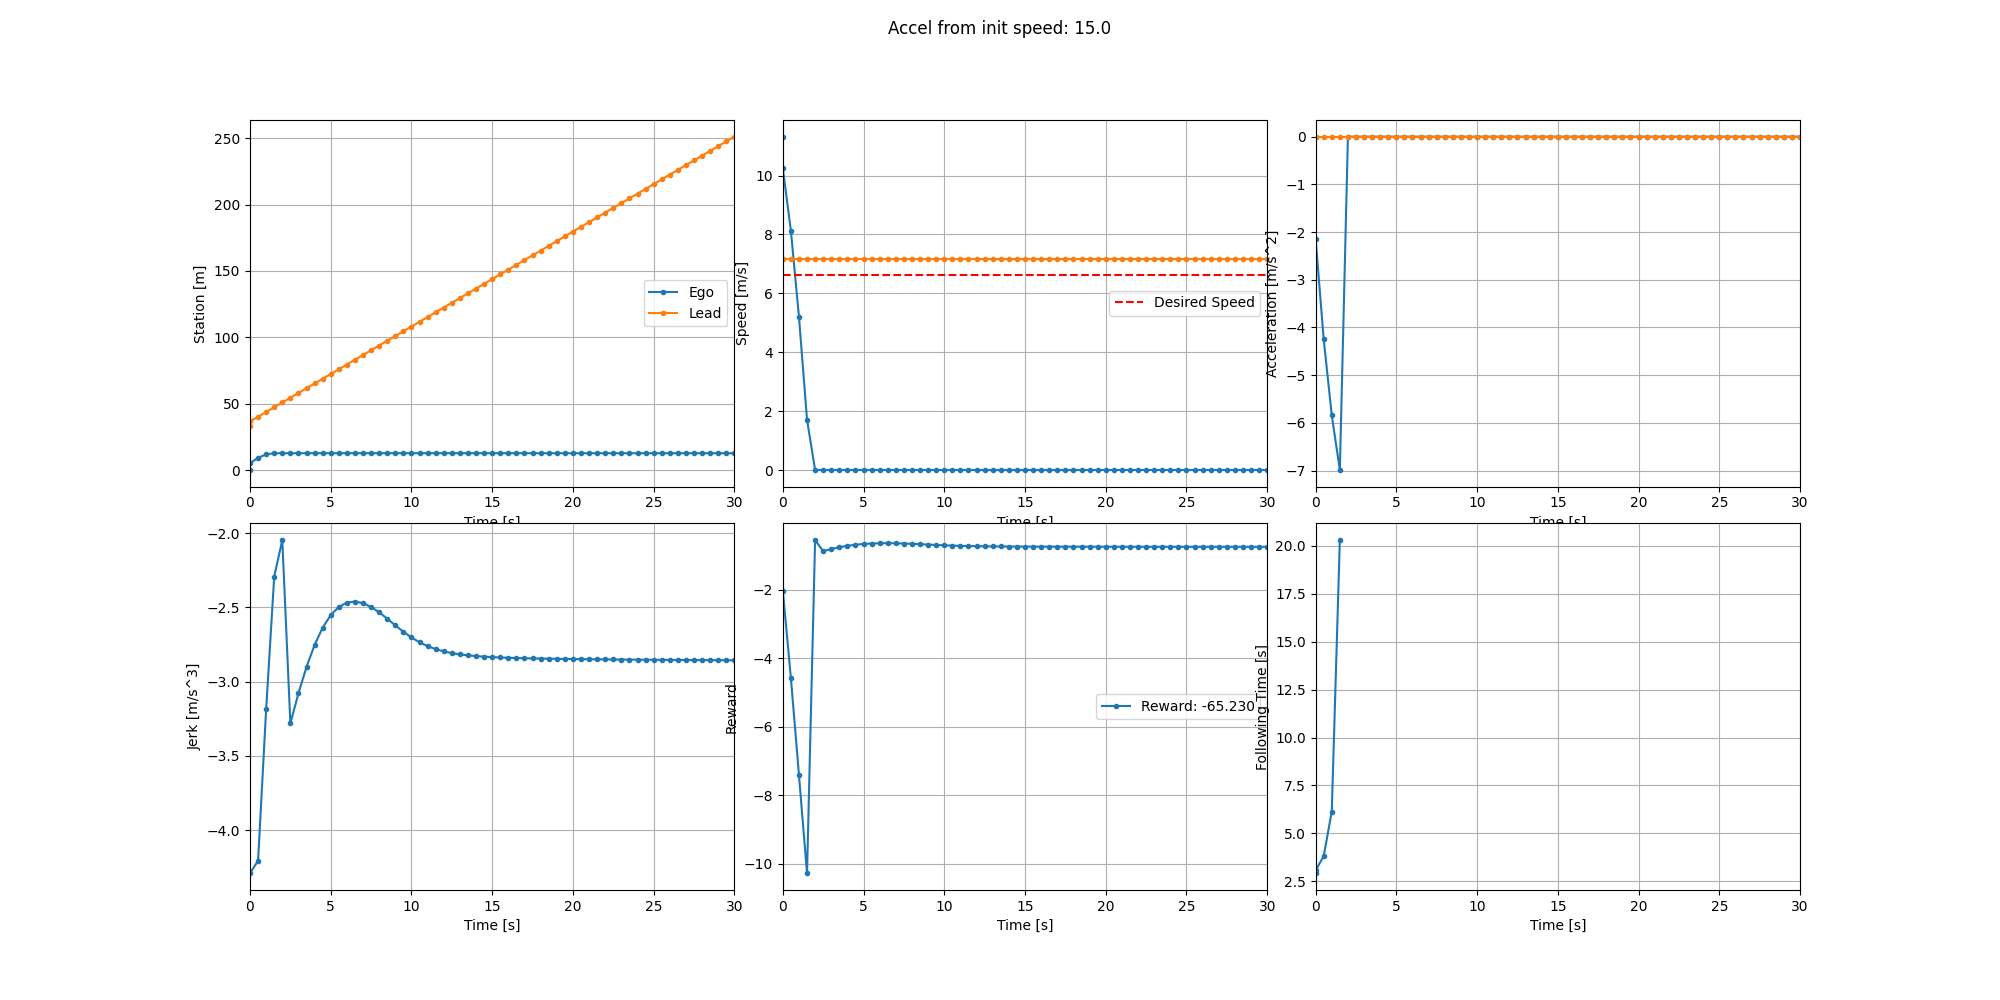 Accel from init speed: 15.0
250
200
150
100
50
0
Station [m]
Ego
Lead
0 5 10 15 20 25 30
Time [s]
10
8
6
4
2
0
Speed [m/s]
Desired Speed
0 5 10 15 20 25 30
Time [s]
0
−1
−2
−3
−4
−5
−6
−7
Acceleration [m/s^2]
0 5 10 15 20 25 30
Time [s]
−2.0
−2.5
−3.0
−3.5
−4.0
Jerk [m/s^3]
0 5 10 15 20 25 30
Time [s]
−2
−4
−6
−8
−10
Reward
Reward: -65.230
0 5 10 15 20 25 30
Time [s]
20.0
17.5
15.0
12.5
10.0
7.5
5.0
2.5
Following Time [s]
0 5 10 15 20 25 30
Time [s]